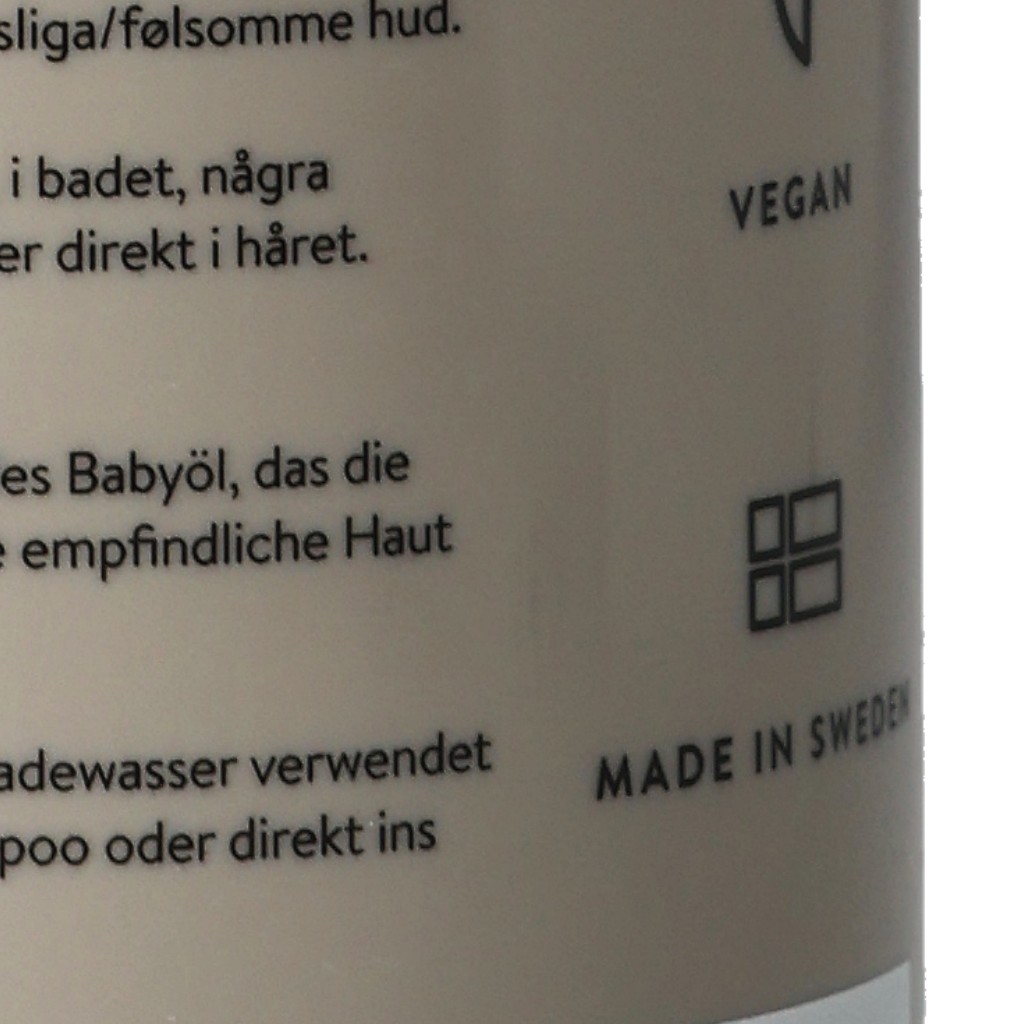 sliga/følsomme hud.
i badet, några
er direkt i håret.
es Babyöl, das die
empfindliche Haut
adewasser verwendet
poo oder direkt ins
VEGAN
MADE IN SWEDEN